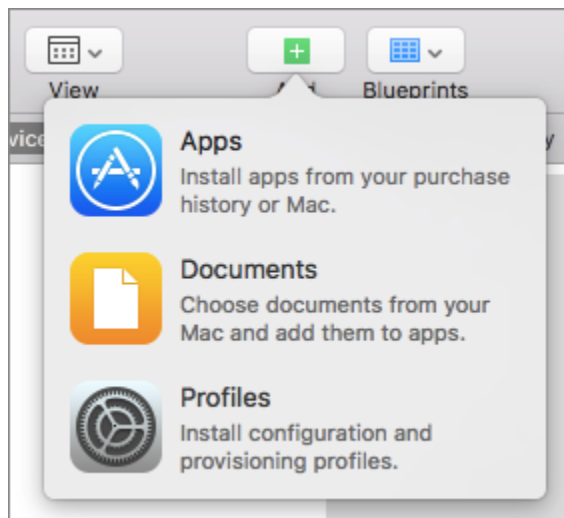 View
Blueprints
vice
y
Apps
Install apps from your purchase
history or Mac.
Documents
Choose documents from your
Mac and add them to apps.
Profiles
Install configuration and
provisioning profiles.